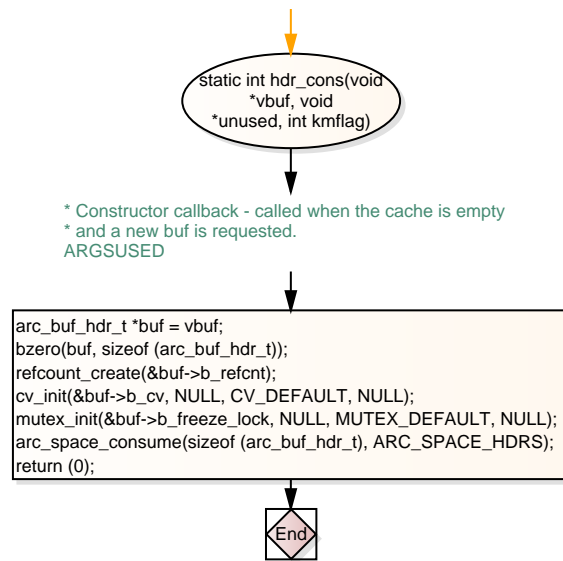 static int hdr_cons(void
*vbuf, void
*unused, int kmflag)
* Constructor callback - called when the cache is empty
* and a new buf is requested.
ARGSUSED
arc_buf_hdr_t *buf = vbuf;
bzero(buf, sizeof (arc_buf_hdr_t));
refcount_create(&buf->b_refcnt);
cv_init(&buf->b_cv, NULL, CV_DEFAULT, NULL);
mutex_init(&buf->b_freeze_lock, NULL, MUTEX_DEFAULT, NULL);
arc_space_consume(sizeof (arc_buf_hdr_t), ARC_SPACE_HDRS);
return (0);
End